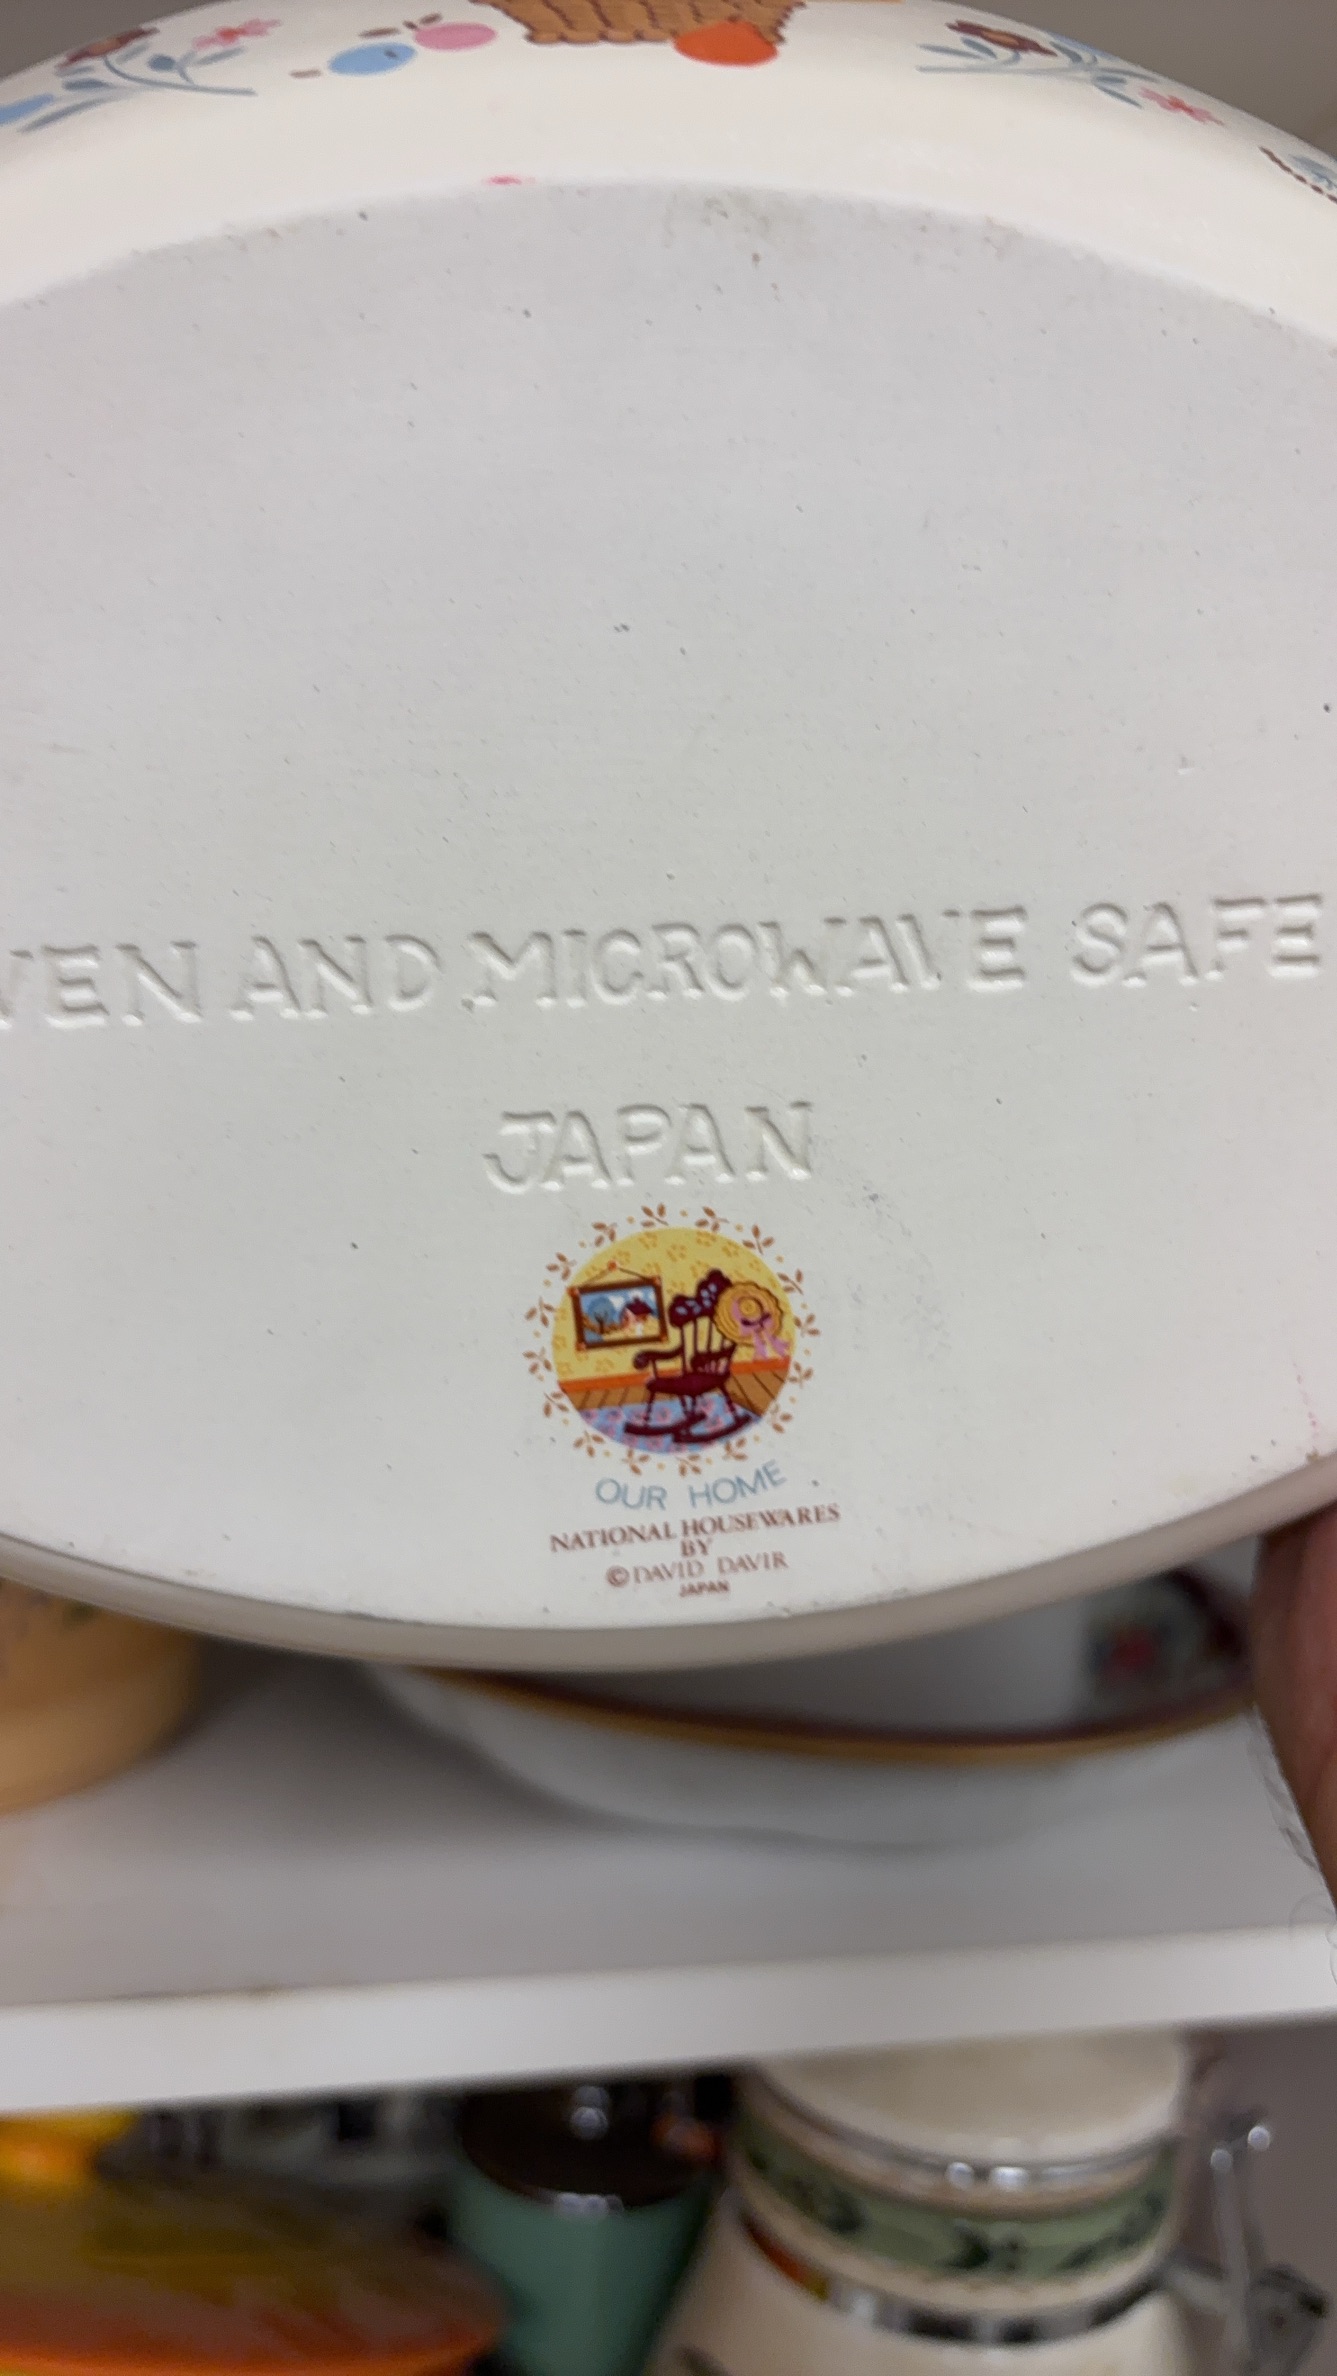 VEN AND MICROWAVE SAFE
JAPAN
OUR HOME
NATIONAL HOUSEWARES
BY
©DAVID DAVIR
JAPAN